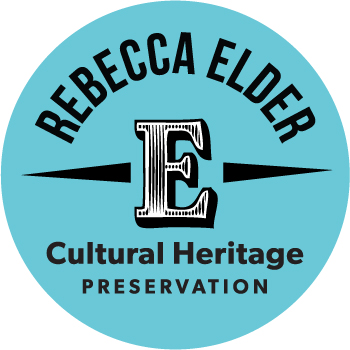 REBECCA ELDER
E
Cultural Heritage
PRESERVATION